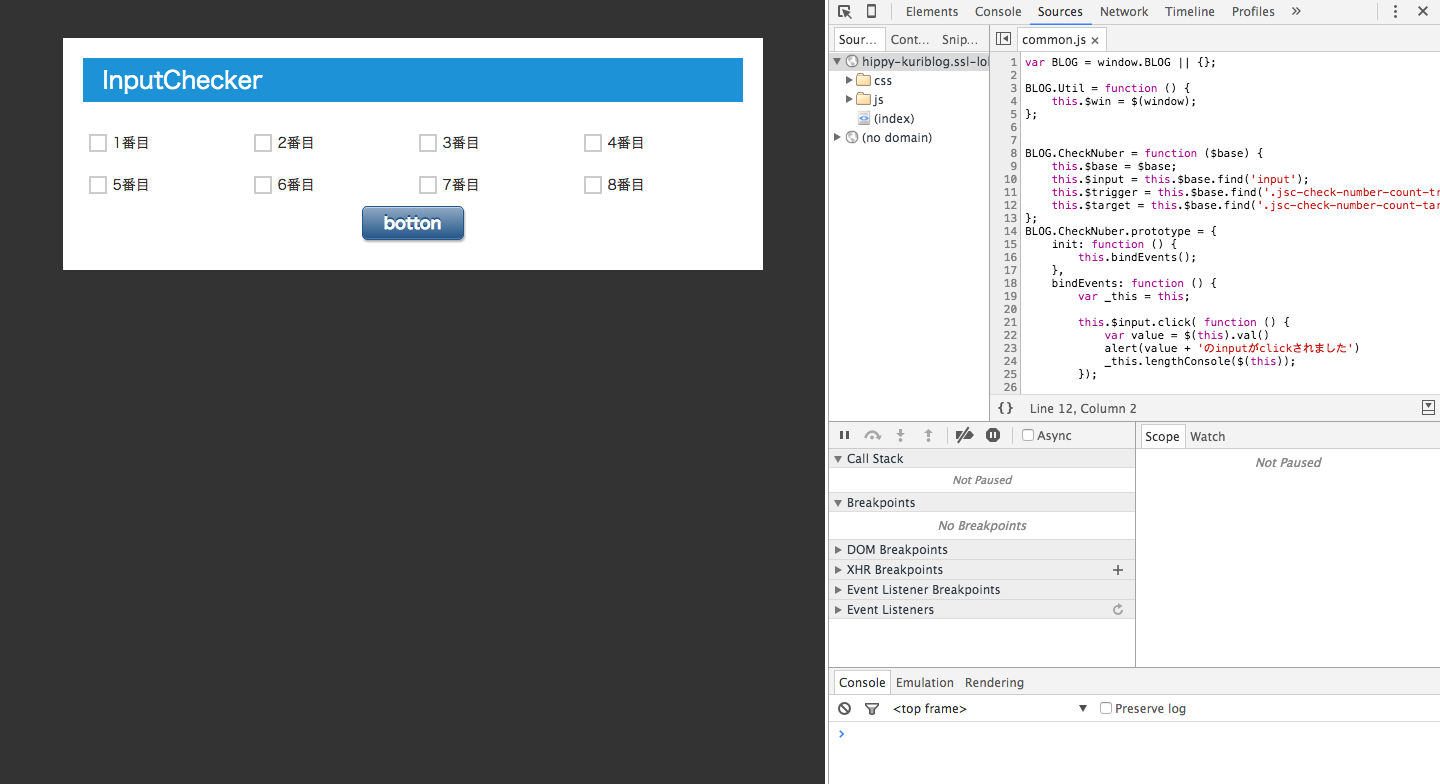 InputChecker
1番目 2番目 3番目 4番目
5番目 6番目 7番目 8番目
botton
Elements Console Sources Network Timeline Profiles »
Sour... Cont... Snip...
hippy-kuriblog.ssl-lol
css
js
(index)
(no domain)
common.js ×
1 var BLOG = window.BLOG || {};
2
3 BLOG.Util = function () {
4 this.$win = $(window);
5 };
6
7
8 BLOG.CheckNuber = function ($base) {
9 this.$base = $base;
10 this.$input = this.$base.find('input');
11 this.$trigger = this.$base.find('.jsc-check-number-count-tr
12 this.$target = this.$base.find('.jsc-check-number-count-tar
13 };
14 BLOG.CheckNuber.prototype = {
15 init: function () {
16 this.bindEvents();
17 },
18 bindEvents: function () {
19 var _this = this;
20
21 this.$input.click( function () {
22 var value = $(this).val()
23 alert(value + 'のinputがclickされました')
24 _this.lengthConsole($(this));
25 });
26
{} Line 12, Column 2
Async
Call Stack
Not Paused
Breakpoints
No Breakpoints
DOM Breakpoints
XHR Breakpoints
Event Listener Breakpoints
Event Listeners
Scope Watch
Not Paused
Console Emulation Rendering
<top frame> Preserve log